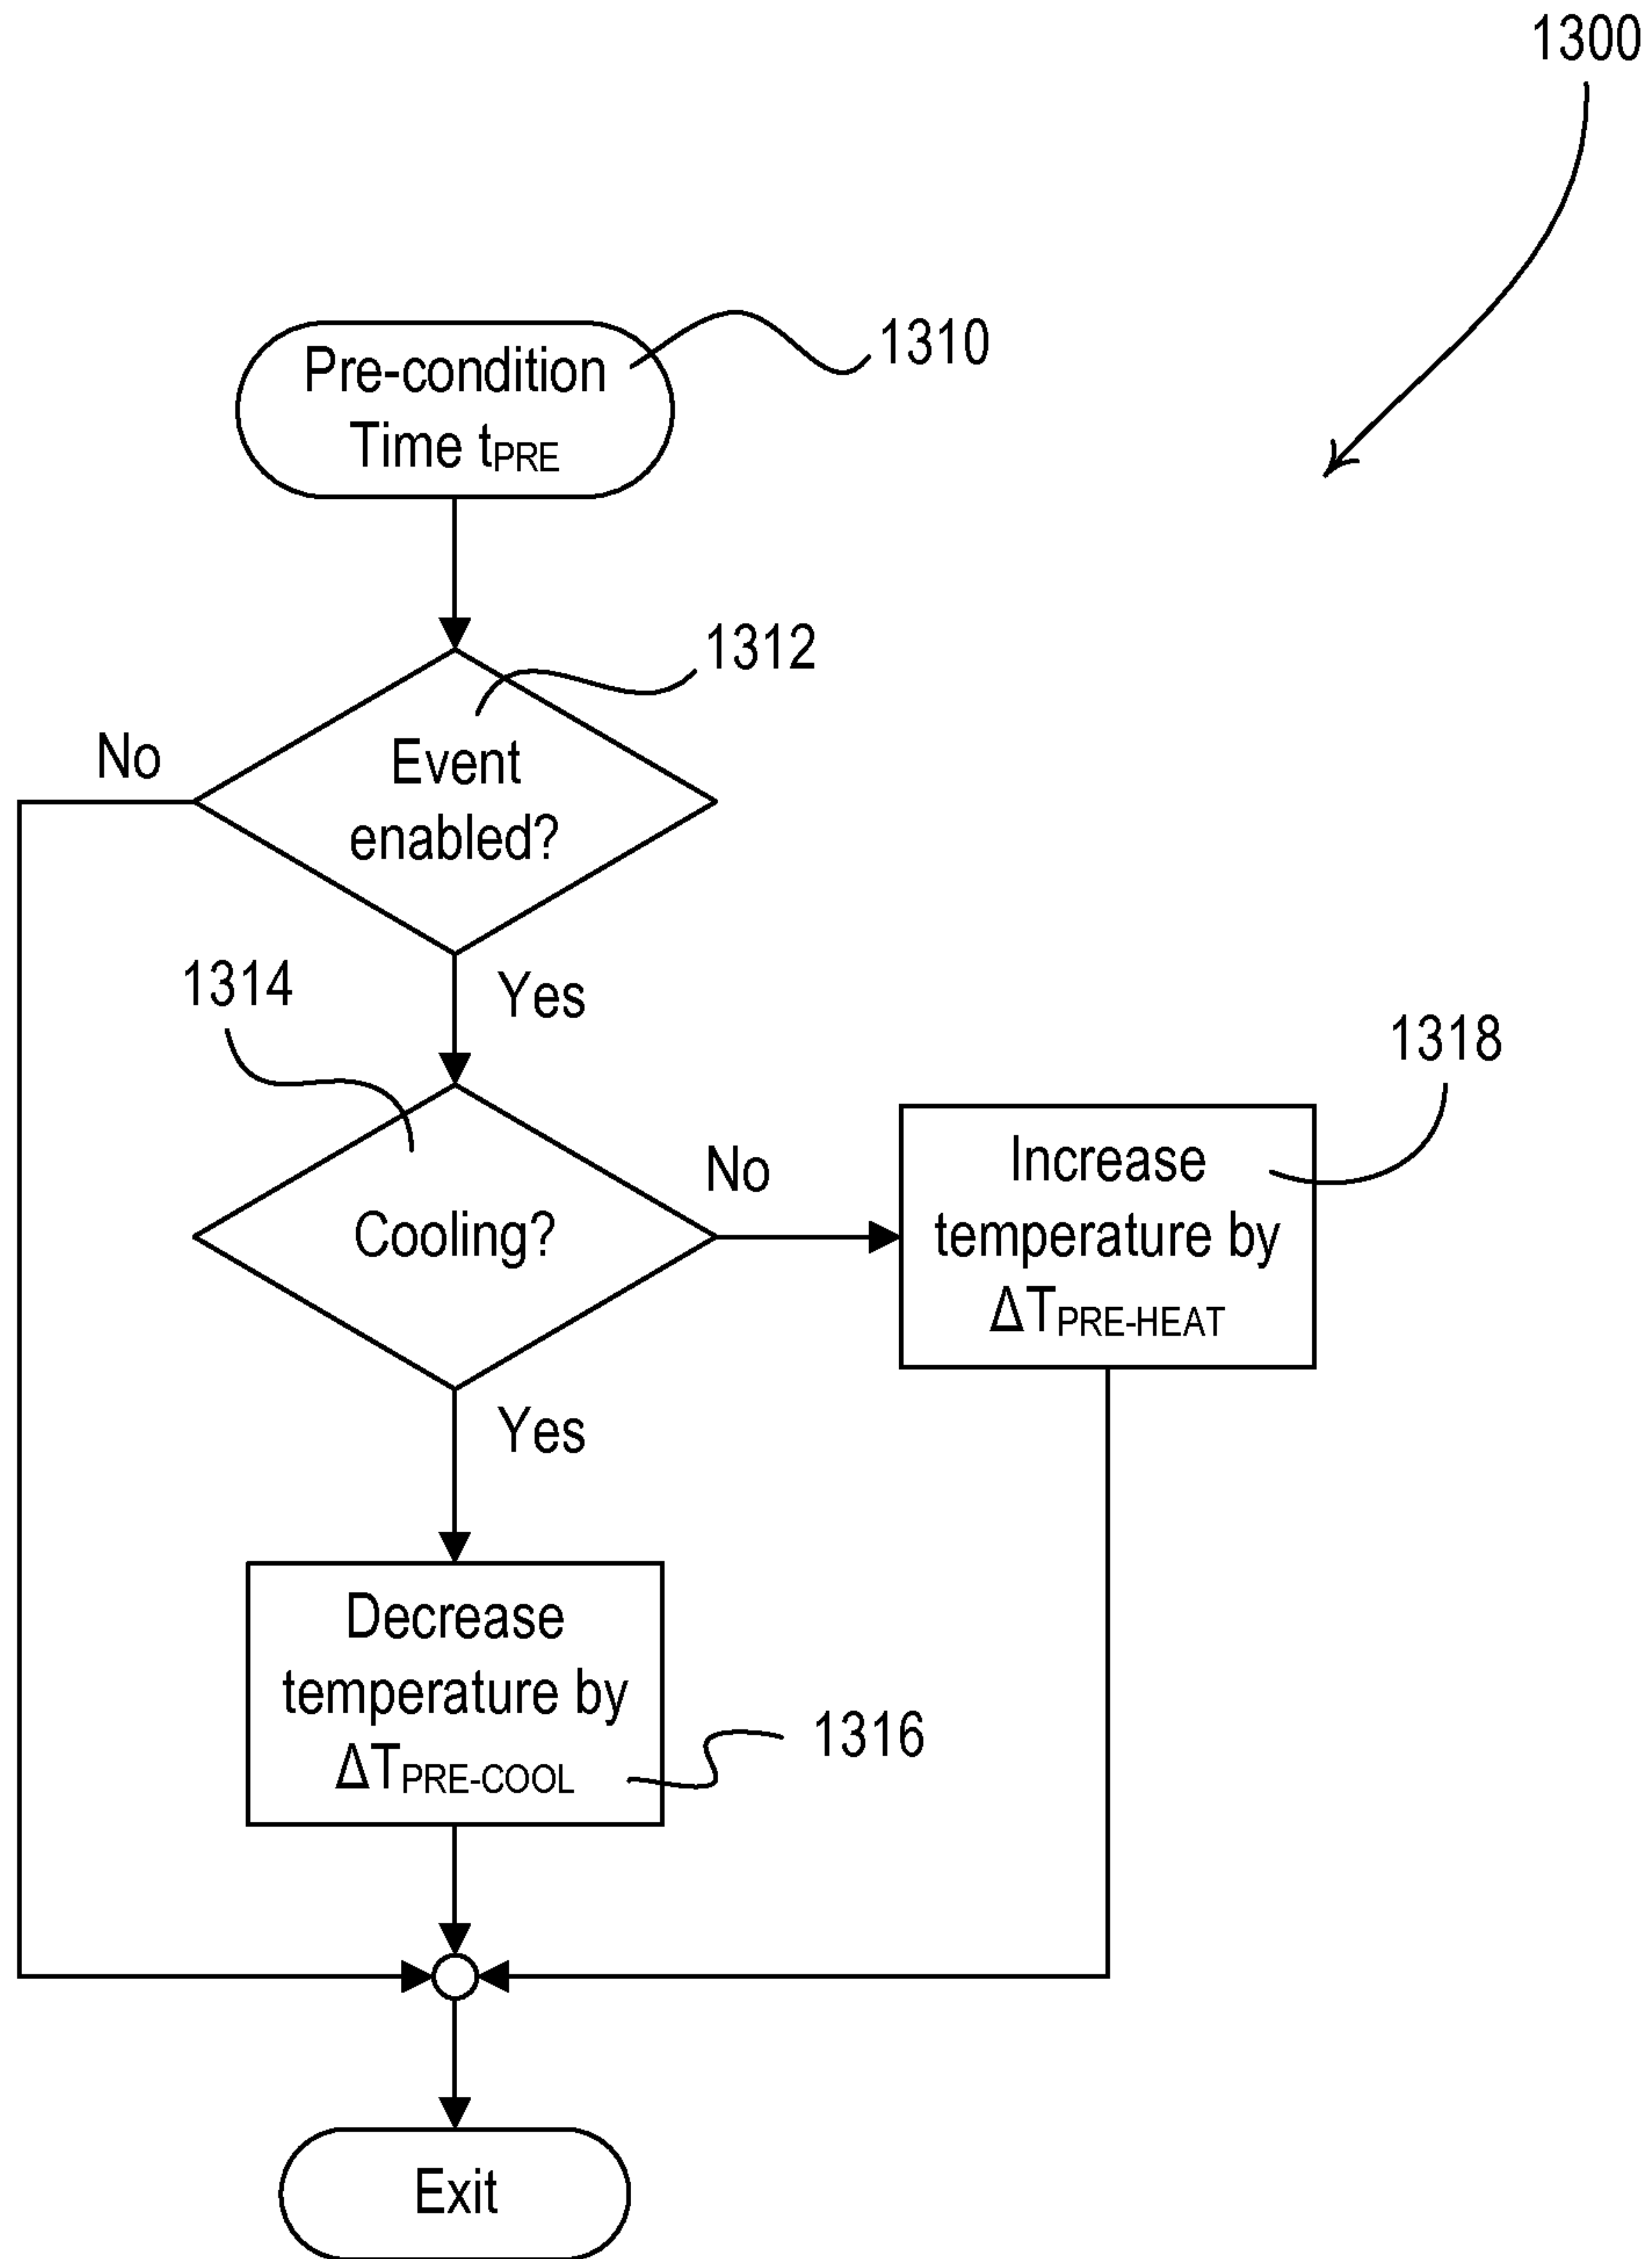 1300
Pre-condition
Time tPRE
1310
1312
Event
enabled?
No
Yes
1314
Cooling?
No
1318
Increase
temperature by
ΔTPRE-HEAT
Yes
Decrease
temperature by
ΔTPRE-COOL
1316
Exit